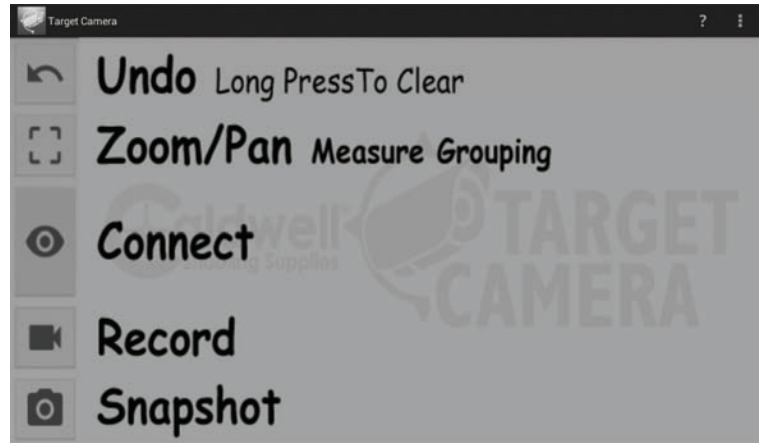 Target Camera ?
Undo Long PressTo Clear
Zoom/Pan Measure Grouping
Caldwell
Shooting Supplies
TARGET
CAMERA
Connect
Record
Snapshot